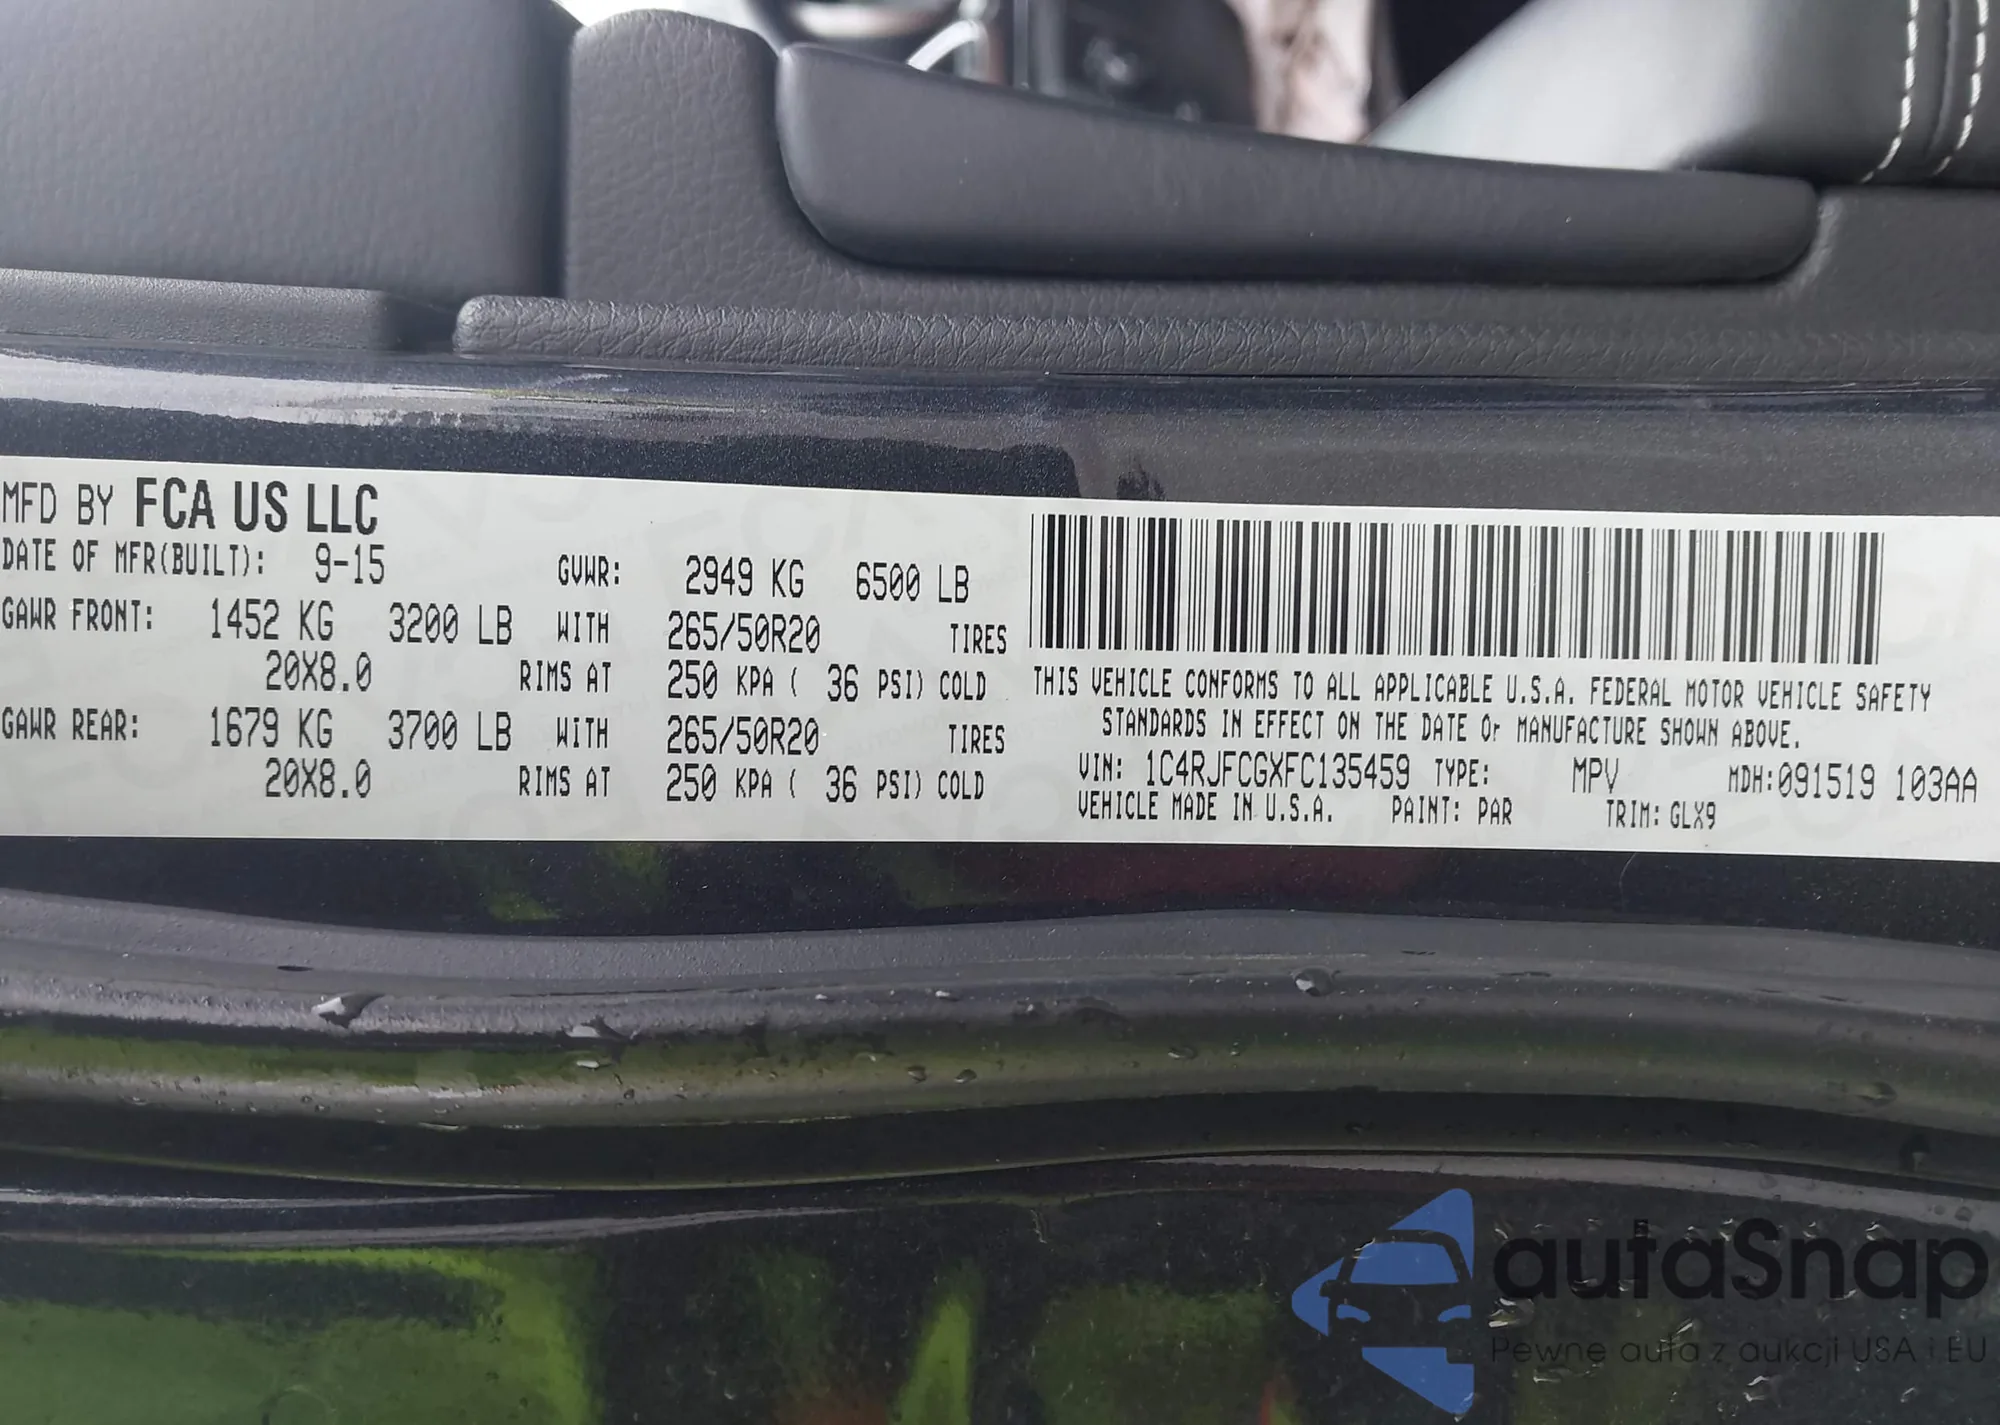 MFD BY FCA US LLC
DATE OF MFR(BUILT): 9-15 GVWR: 2949 KG 6500 LB
GAWR FRONT: 1452 KG 3200 LB WITH 265/50R20 TIRES
20X8.0 RIMS AT 250 KPA ( 36 PSI) COLD
GAWR REAR: 1679 KG 3700 LB WITH 265/50R20 TIRES
20X8.0 RIMS AT 250 KPA ( 36 PSI) COLD
THIS VEHICLE CONFORMS TO ALL APPLICABLE U.S.A. FEDERAL MOTOR VEHICLE SAFETY
STANDARDS IN EFFECT ON THE DATE OF MANUFACTURE SHOWN ABOVE.
VIN: 1C4RJFCGXFC135459 TYPE: MPV MDH:091519 103AA
VEHICLE MADE IN U.S.A. PAINT: PAR TRIM: GLX9
autaSnap
Pewne auta z aukcji USA i EU